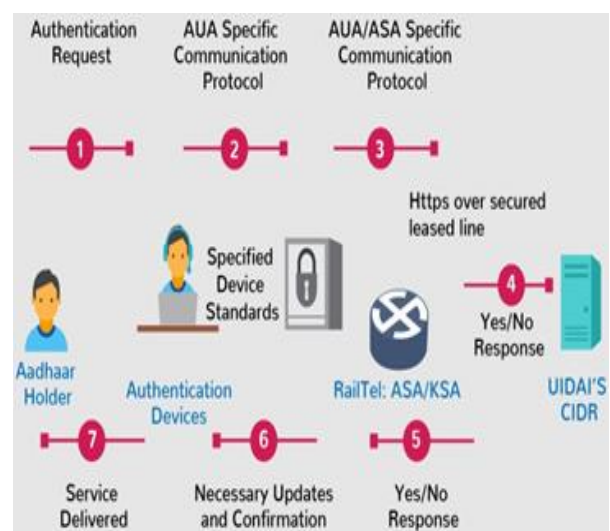 Authentication
Request
AUA Specific
Communication
Protocol
AUA/ASA Specific
Communication
Protocol
1
2
3
Https over secured
leased line
4
Yes/No
Response
Specified
Device
Standards
Aadhaar
Holder
Authentication
Devices
RailTel: ASA/KSA
UIDAI'S
CIDR
7
6
5
Service
Delivered
Necessary Updates
and Confirmation
Yes/No
Response